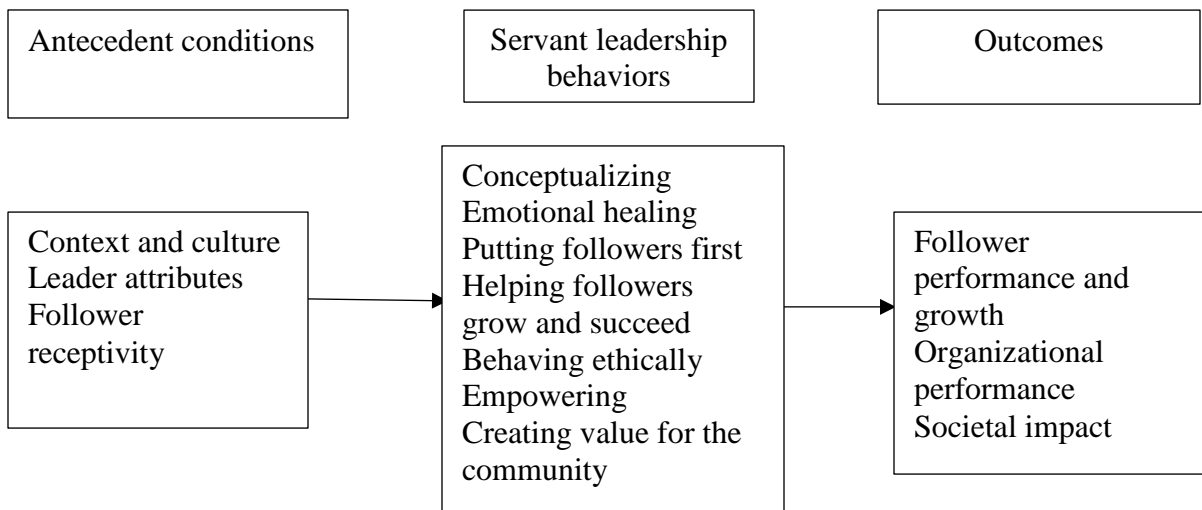 Antecedent conditions
Servant leadership
behaviors
Outcomes
Context and culture
Leader attributes
Follower
receptivity
Conceptualizing
Emotional healing
Putting followers first
Helping followers
grow and succeed
Behaving ethically
Empowering
Creating value for the
community
Follower
performance and
growth
Organizational
performance
Societal impact